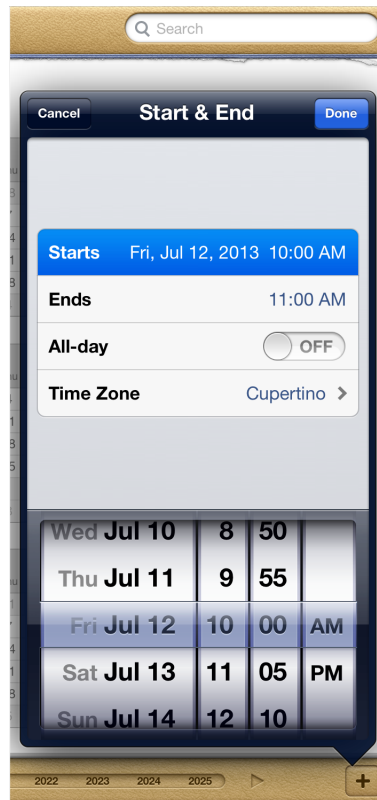 Search
Cancel Start & End Done
Starts Fri, Jul 12, 2013 10:00 AM
Ends 11:00 AM
All-day OFF
Time Zone Cupertino
Wed Jul 10 8 50
Thu Jul 11 9 55
Fri Jul 12 10 00 AM
Sat Jul 13 11 05 PM
Sun Jul 14 12 10
2022 2023 2024 2025 +